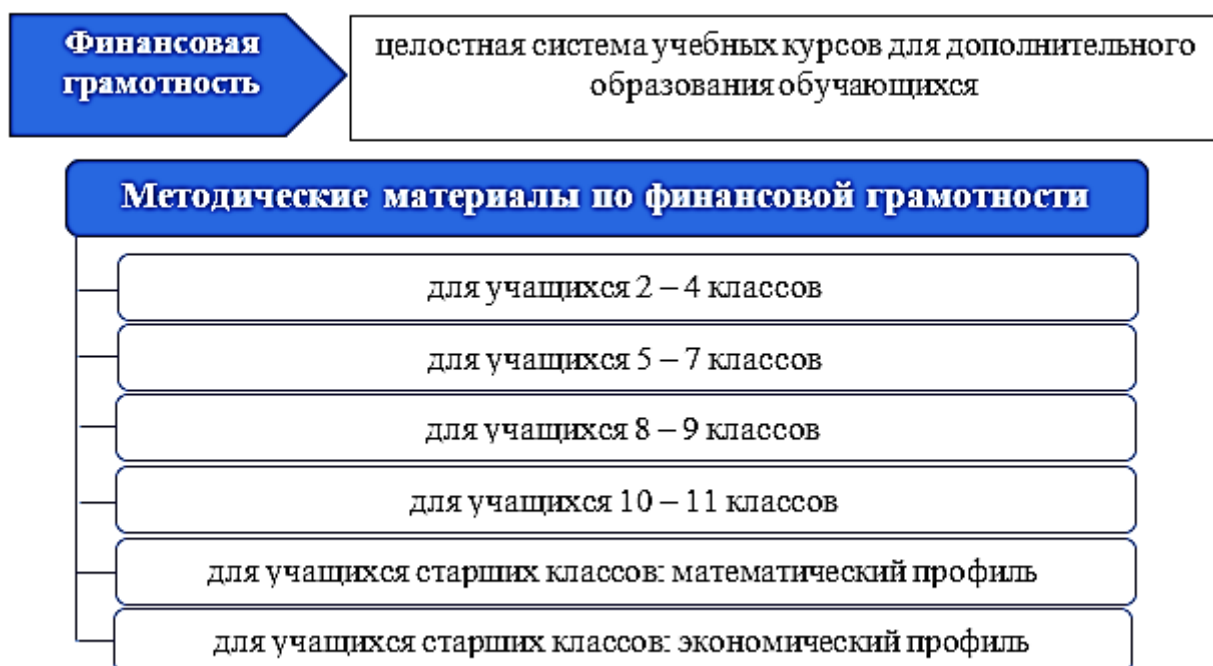 Финансовая
грамотность
целостная система учебных курсов для дополнительного
образования обучающихся
Методические материалы по финансовой грамотности
для учащихся 2 – 4 классов
для учащихся 5 – 7 классов
для учащихся 8 – 9 классов
для учащихся 10 – 11 классов
для учащихся старших классов: математический профиль
для учащихся старших классов: экономический профиль